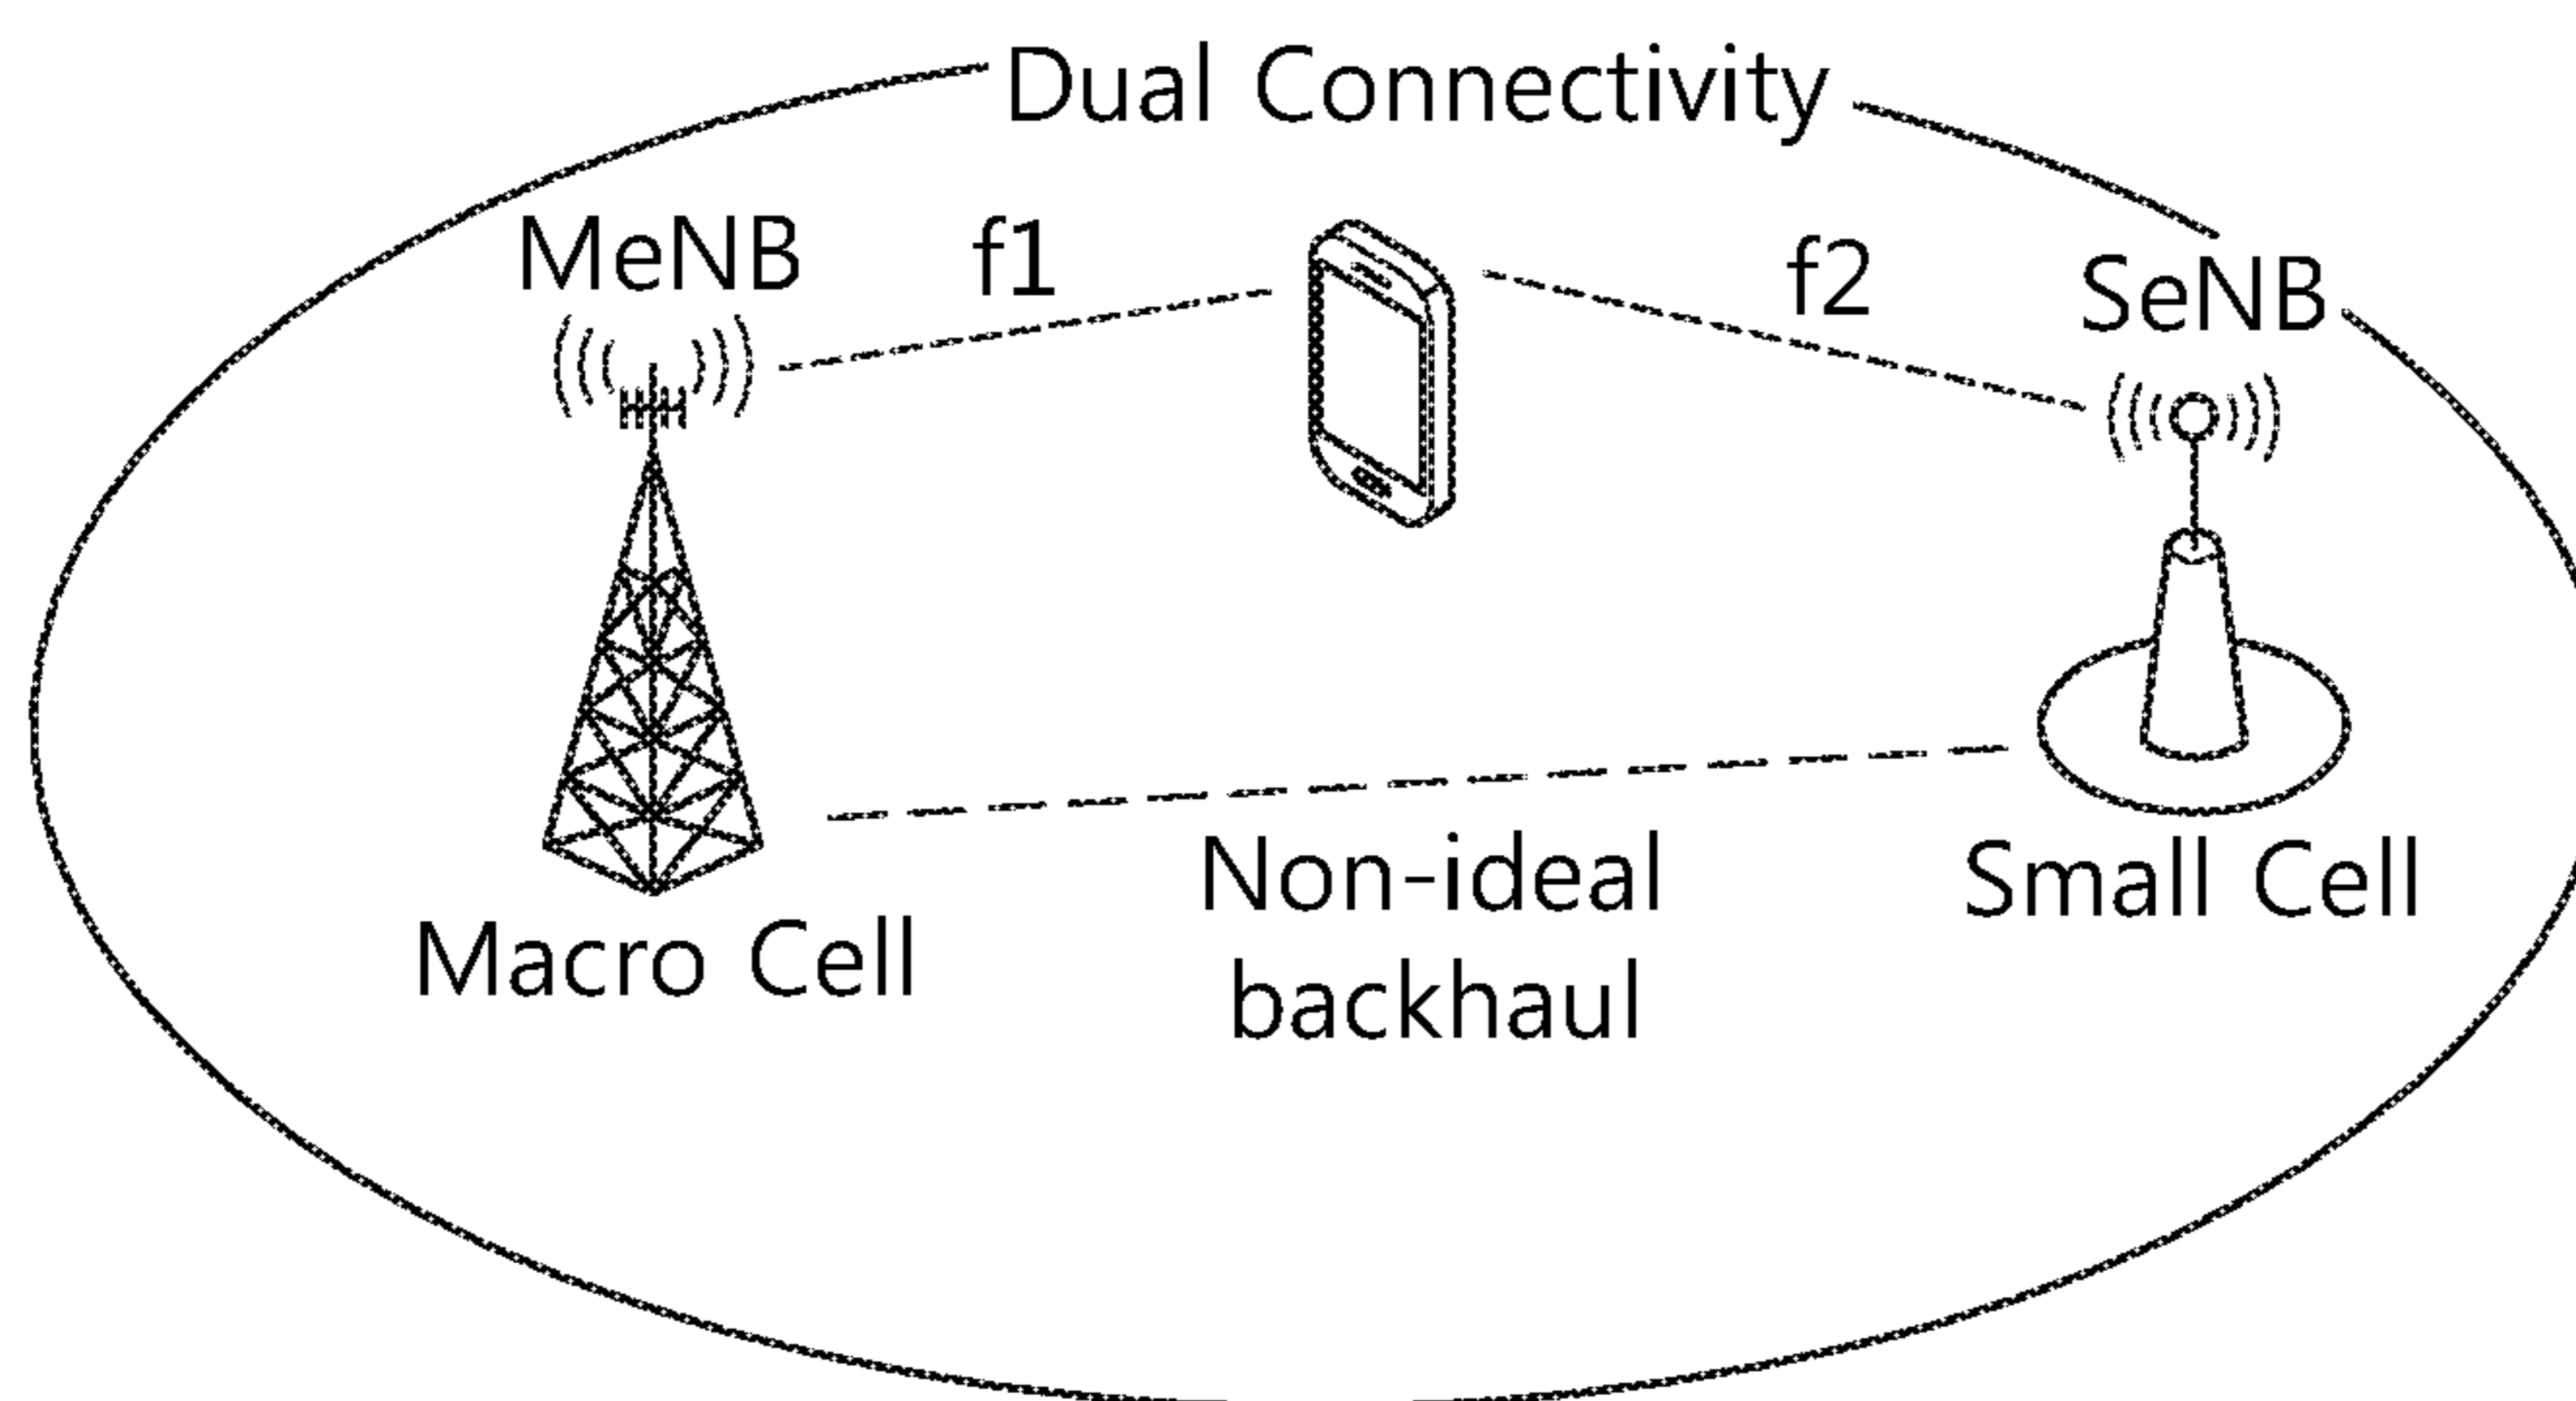 Dual Connectivity
MeNB
f1
f2
SeNB
Non-ideal
backhaul
Small Cell
Macro Cell